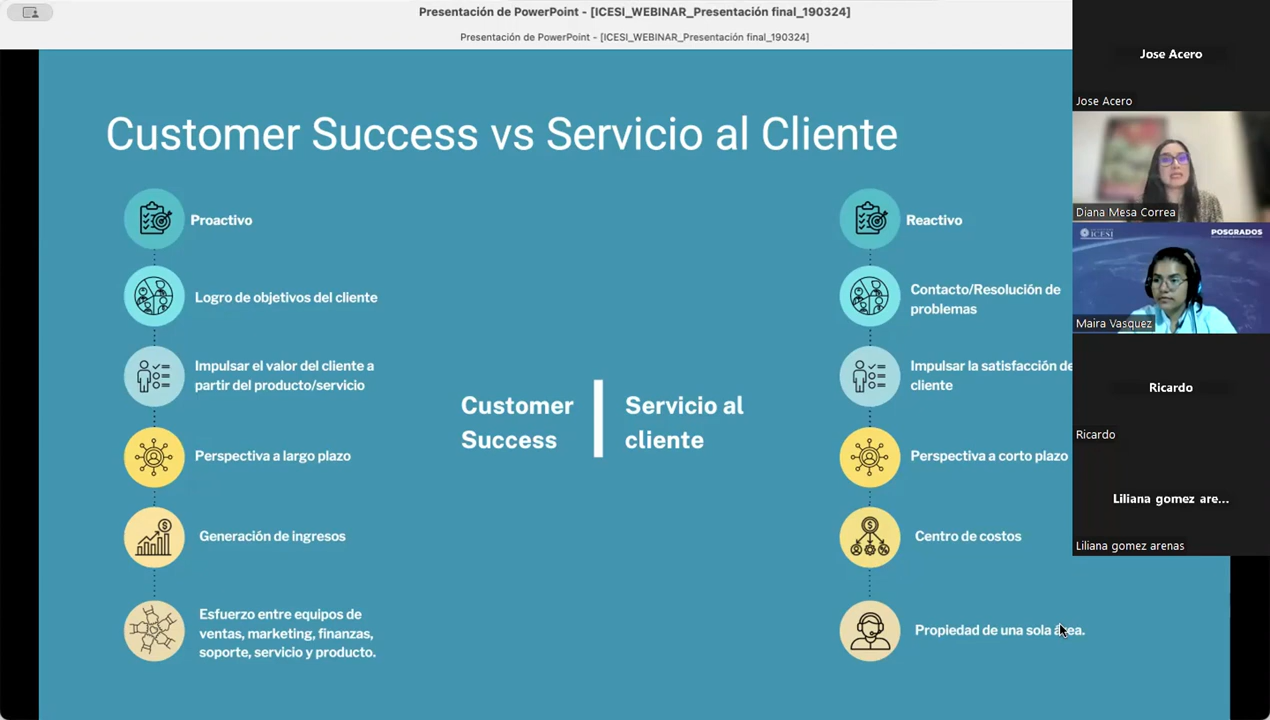 Presentación de PowerPoint - [ICESI_WEBINAR_Presentación final_190324]
Presentación de PowerPoint - [ICESI_WEBINAR_Presentación final_190324]
Customer Success vs Servicio al Cliente
Proactivo
Logro de objetivos del cliente
Impulsar el valor del cliente a
partir del producto/servicio
Perspectiva a largo plazo
Generación de ingresos
Esfuerzo entre equipos de
ventas, marketing, finanzas,
soporte, servicio y producto.
Customer
Success
Servicio al
cliente
Reactivo
Contacto/Resolución de
problemas
Impulsar la satisfacción de
cliente
Perspectiva a corto plazo
Centro de costos
Propiedad de una sola área.
Jose Acero
Jose Acero
Diana Mesa Correa
ICESI
POSGRADOS
Maira Vasquez
Ricardo
Ricardo
Liliana gomez are...
Liliana gomez arenas